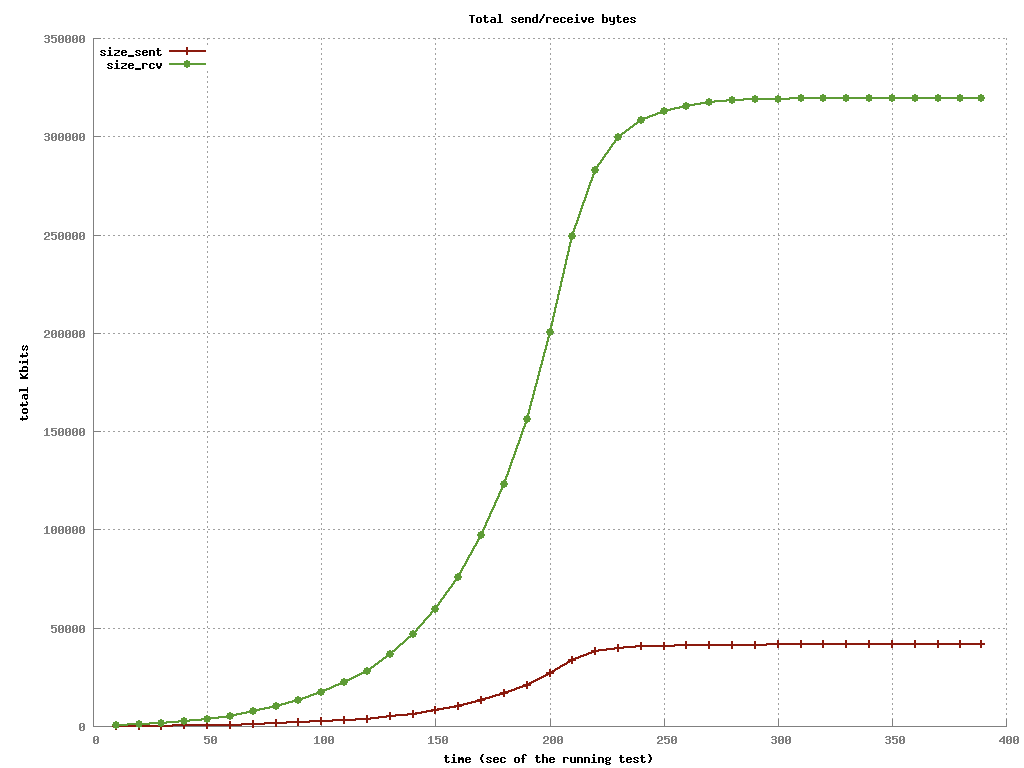 Total send/receive bytes
350000
size_sent
size_rcv
300000
250000
200000
total Kbits
150000
100000
50000
0
0 50 100 150 200 250 300 350 400
time (sec of the running test)